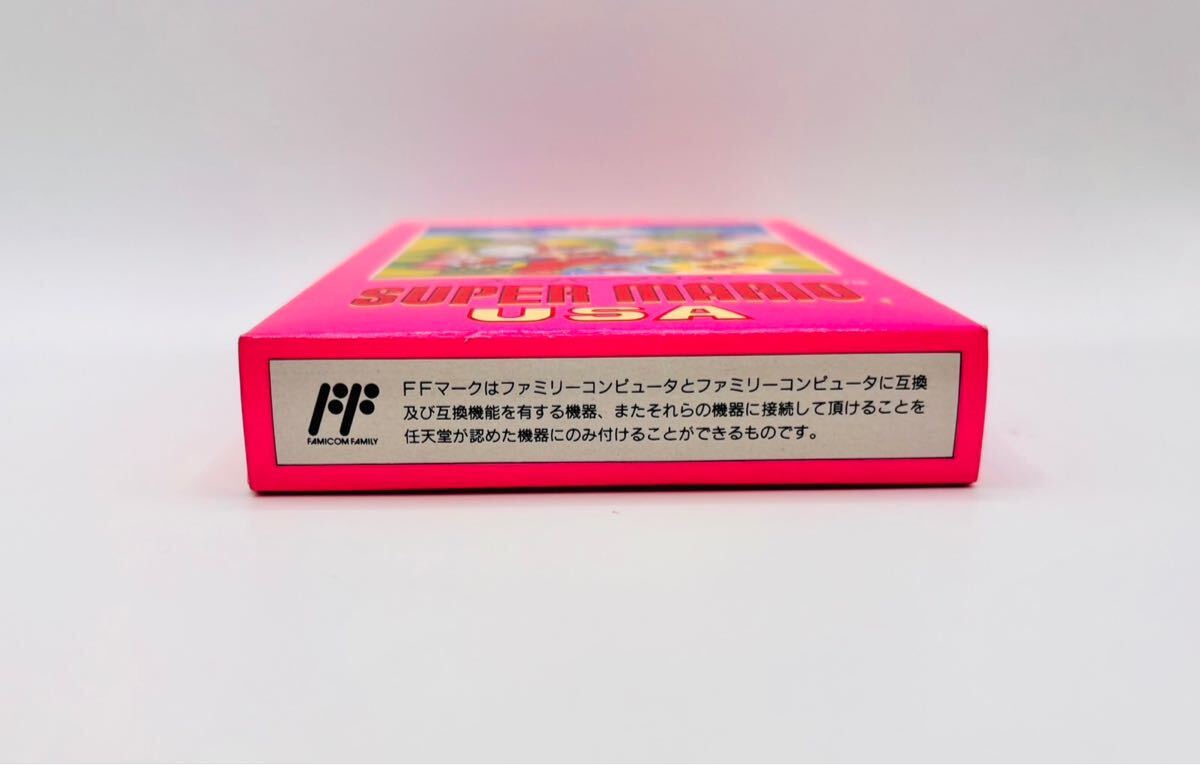 SUPER MARIO
USA
FF
FAMICOM FAMILY
FFマークはファミリーコンピュータとファミリーコンピュータに互換
及び互換機能を有する機器、またそれらの機器に接続して頂けることを
任天堂が認めた機器にのみ付けることができるものです。